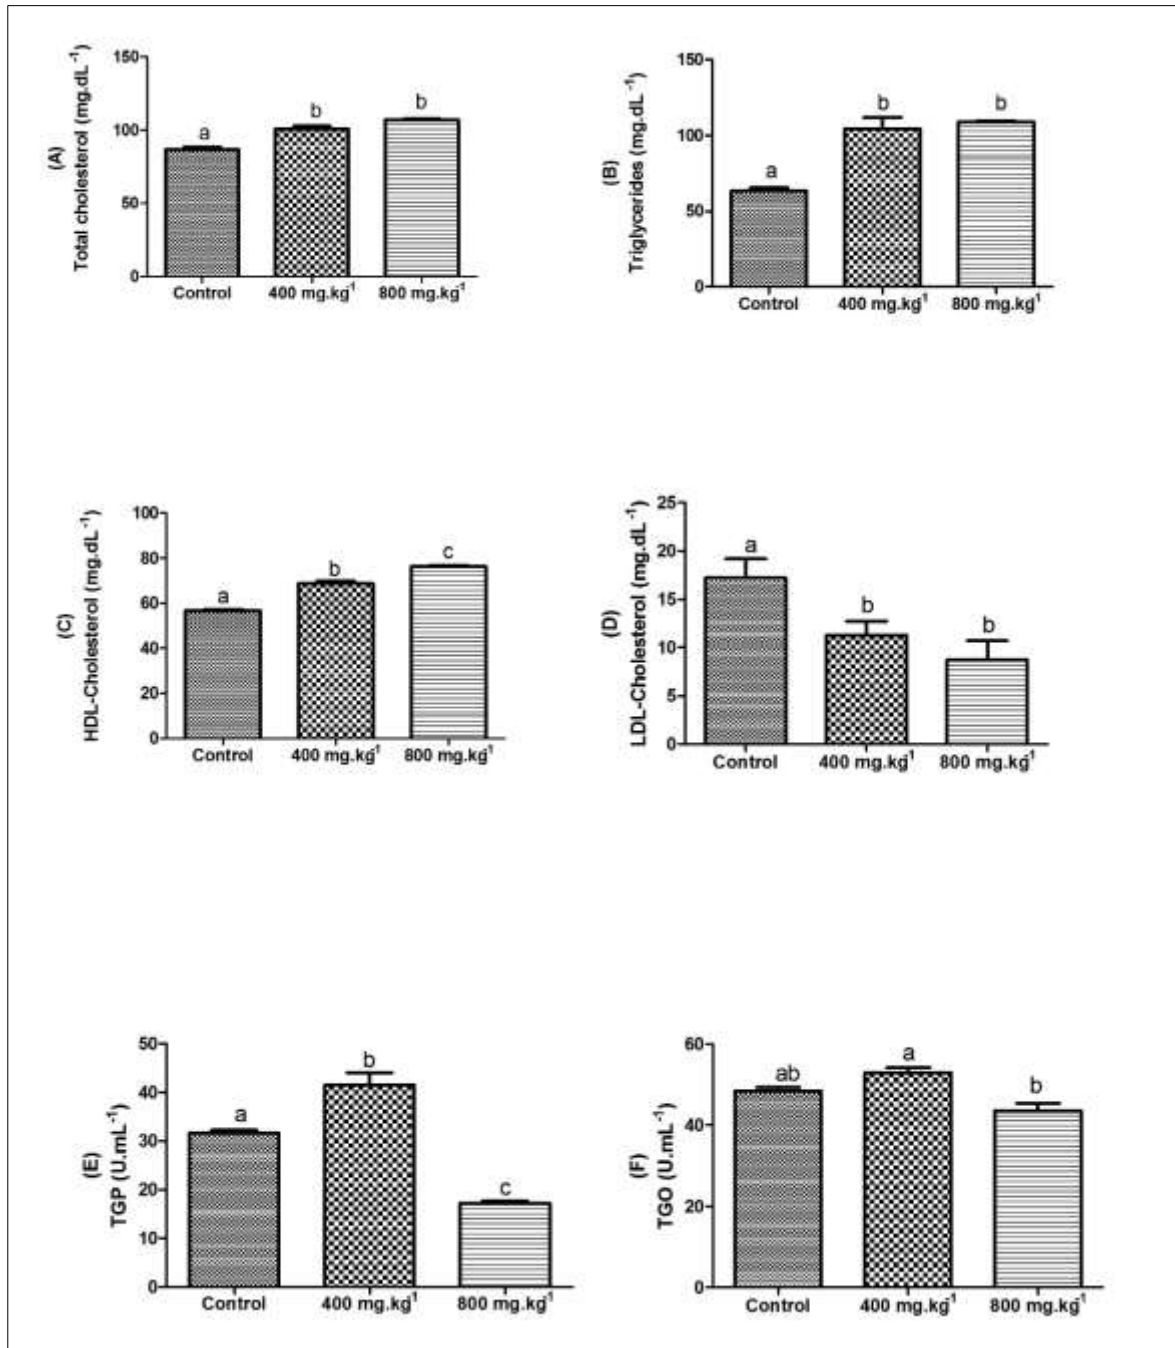 (A)
Total cholesterol (mg.dL⁻¹)
150
100
50
0
a
b
b
Control 400 mg.kg⁻¹ 800 mg.kg⁻¹
(B)
Triglycerides (mg.dL⁻¹)
150
100
50
0
a
b
b
Control 400 mg.kg⁻¹ 800 mg.kg⁻¹
(C)
HDL-Cholesterol (mg.dL⁻¹)
100
80
60
40
20
0
a
b
c
Control 400 mg.kg⁻¹ 800 mg.kg⁻¹
(D)
LDL-Cholesterol (mg.dL⁻¹)
25
20
15
10
5
0
a
b
b
Control 400 mg.kg⁻¹ 800 mg.kg⁻¹
(E)
TGP (U.mL⁻¹)
50
40
30
20
10
0
a
b
c
Control 400 mg.kg⁻¹ 800 mg.kg⁻¹
(F)
TGO (U.mL⁻¹)
60
40
20
0
ab
a
b
Control 400 mg.kg⁻¹ 800 mg.kg⁻¹